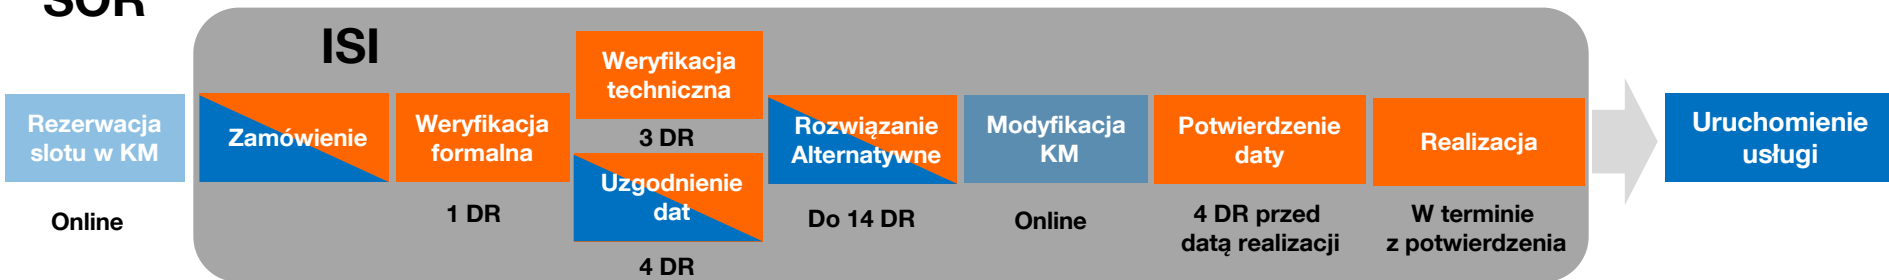 SOR
ISI
Rezerwacja
slotu w KM
Online
Zamówienie
Weryfikacja
formalna
1 DR
Weryfikacja
techniczna
3 DR
Uzgodnienie
dat
4 DR
Rozwiązanie
Alternatywne
Do 14 DR
Modyfikacja
KM
Online
Potwierdzenie
daty
4 DR przed
datą realizacji
Realizacja
W terminie
z potwierdzenia
Uruchomienie
usługi